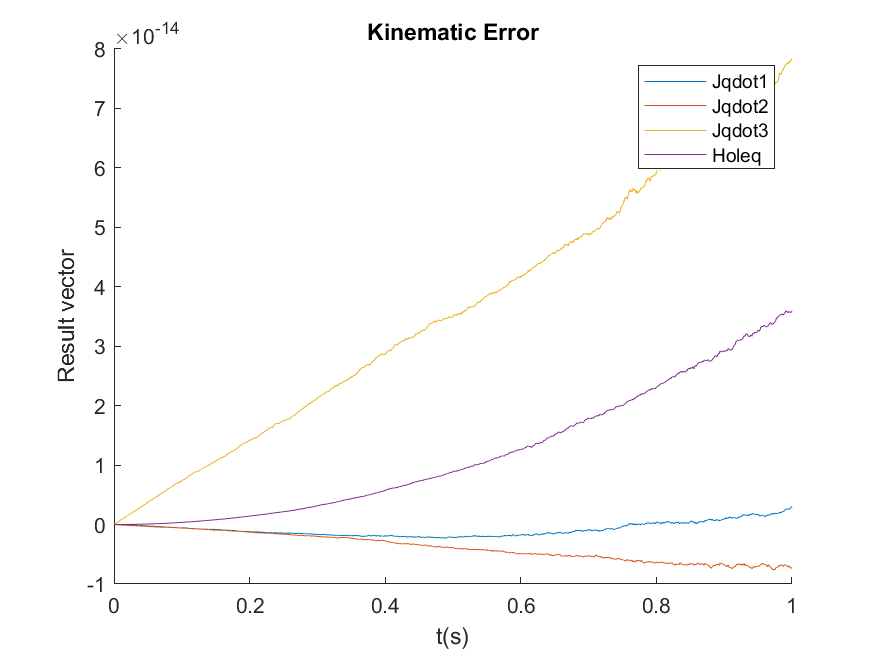 Kinematic Error
×10-14
8
7
6
5
4
3
2
1
0
-1
Result vector
Jqdot1
Jqdot2
Jqdot3
Holeq
0
0.2
0.4
0.6
0.8
1
t(s)